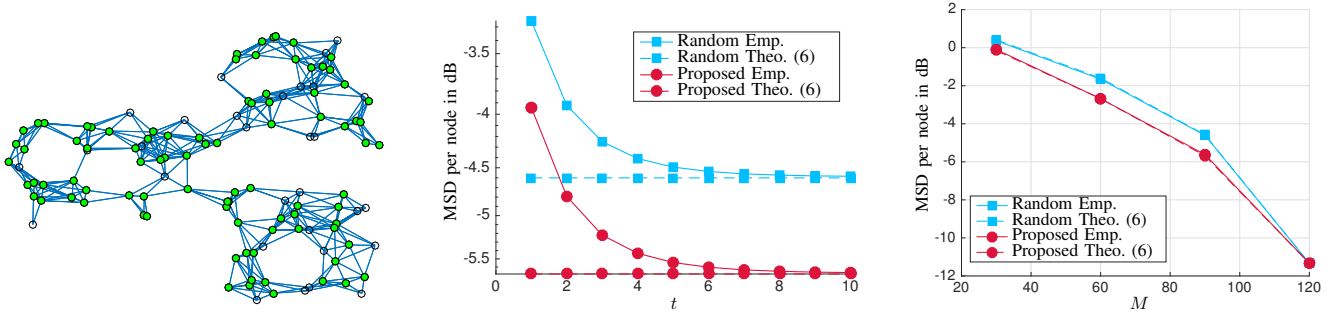 MSD per node in dB
-3.5
-4
-4.5
-5
-5.5
0
2
4
6
8
10
t
Random Emp.
Random Theo. (6)
Proposed Emp.
Proposed Theo. (6)
MSD per node in dB
2
0
-2
-4
-6
-8
-10
-12
20
40
60
80
100
120
M
Random Emp.
Random Theo. (6)
Proposed Emp.
Proposed Theo. (6)